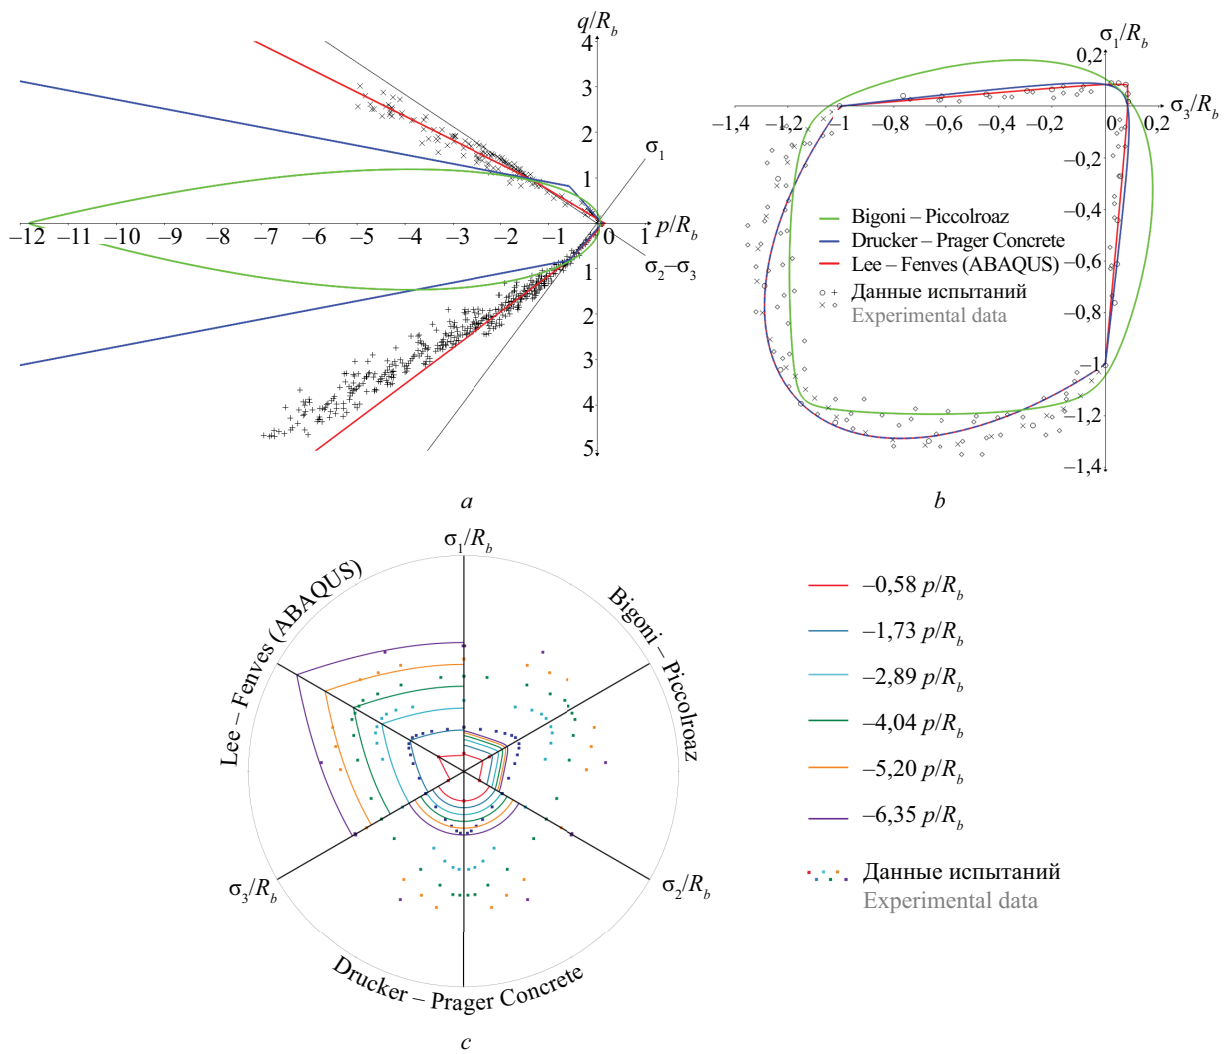 q/R_b
4
3
2
1
σ_1
–12 –11 –10 –9 –8 –7 –6 –5 –4 –3 –2 –1 0 1
p/R_b
σ_2–σ_3
1
2
3
4
5
a
σ_1/R_b
0,2
σ_3/R_b
–1,4 –1,2 –1 –0,8 –0,6 –0,4 –0,2 0 0,2
–0,2
–0,4
–0,6
–0,8
–1
–1,2
–1,4
Bigoni – Piccolroaz
Drucker – Prager Concrete
Lee – Fenves (ABAQUS)
Данные испытаний
Experimental data
b
σ_1/R_b
Lee – Fenves (ABAQUS)
Bigoni – Piccolroaz
σ_3/R_b
σ_2/R_b
Drucker – Prager Concrete
c
–0,58 p/R_b
–1,73 p/R_b
–2,89 p/R_b
–4,04 p/R_b
–5,20 p/R_b
–6,35 p/R_b
Данные испытаний
Experimental data